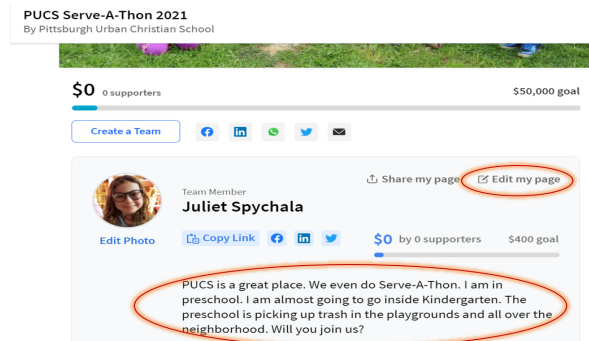 PUCS Serve-A-Thon 2021
By Pittsburgh Urban Christian School
$0 0 supporters
$50,000 goal
Create a Team
Share my page
Edit my page
Team Member
Juliet Spychala
Edit Photo
Copy Link
$0 by 0 supporters
$400 goal
PUCS is a great place. We even do Serve-A-Thon. I am in
preschool. I am almost going to go inside Kindergarten. The
preschool is picking up trash in the playgrounds and all over the
neighborhood. Will you join us?